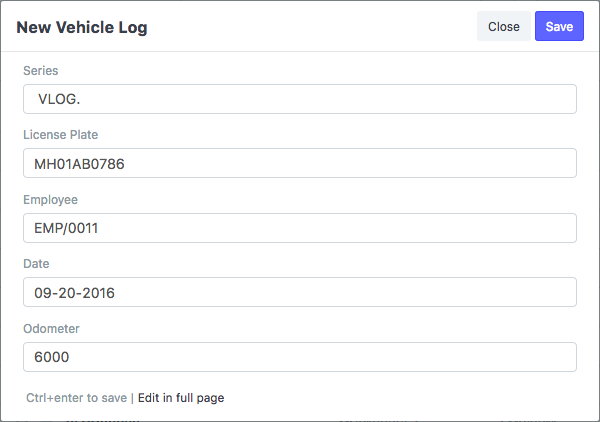 New Vehicle Log
Close
Save
Series
VLOG.
License Plate
MH01AB0786
Employee
EMP/0011
Date
09-20-2016
Odometer
6000
Ctrl+enter to save | Edit in full page